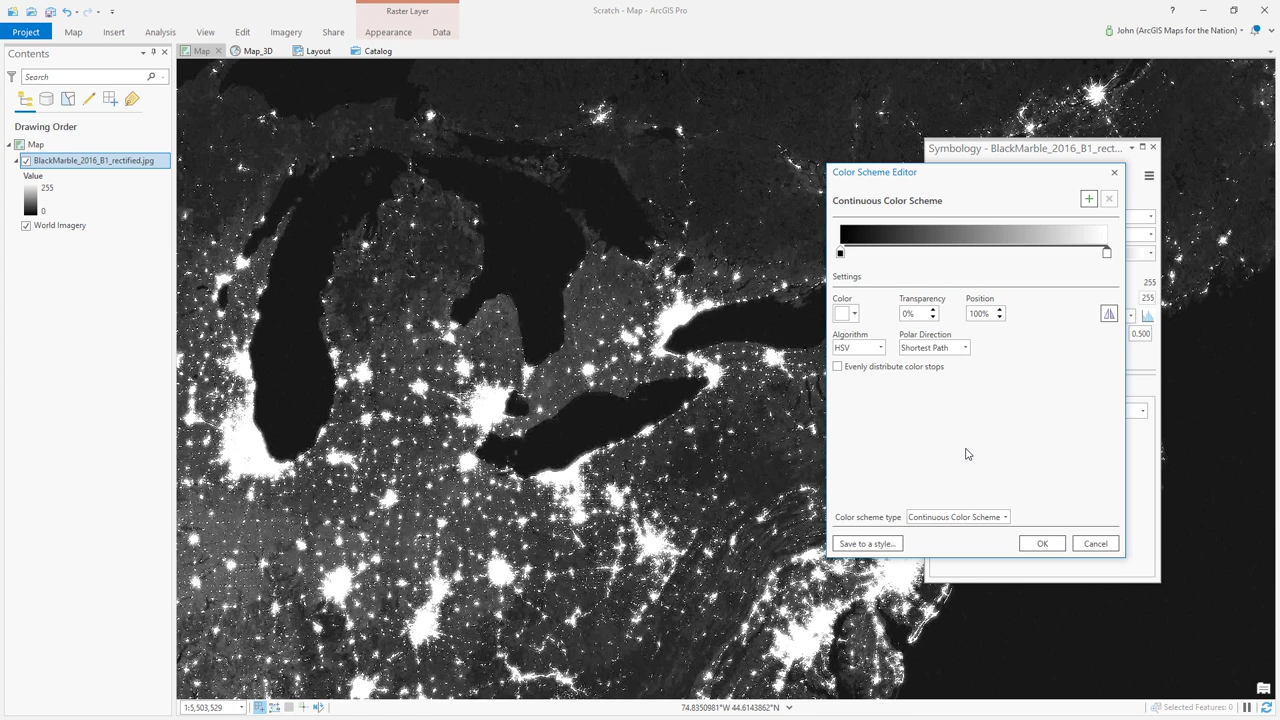 Raster Layer
Scratch - Map - ArcGIS Pro
?
Project
Map
Insert
Analysis
View
Edit
Imagery
Share
Appearance
Data
John (ArcGIS Maps for the Nation)
Contents
Map
Map_3D
Layout
Catalog
Search
Drawing Order
Map
BlackMarble_2016_B1_rectified.jpg
Value
255
0
World Imagery
Symbology - BlackMarble_2016_B1_rect...
Color Scheme Editor
Continuous Color Scheme
Settings
255
Color
Transparency
Position
255
0%
100%
Algorithm
Polar Direction
0.500
HSV
Shortest Path
Evenly distribute color stops
Color scheme type
Continuous Color Scheme
Save to a style...
OK
Cancel
1:5,503,529
74.8350981°W 44.6143862°N
Selected Features: 0